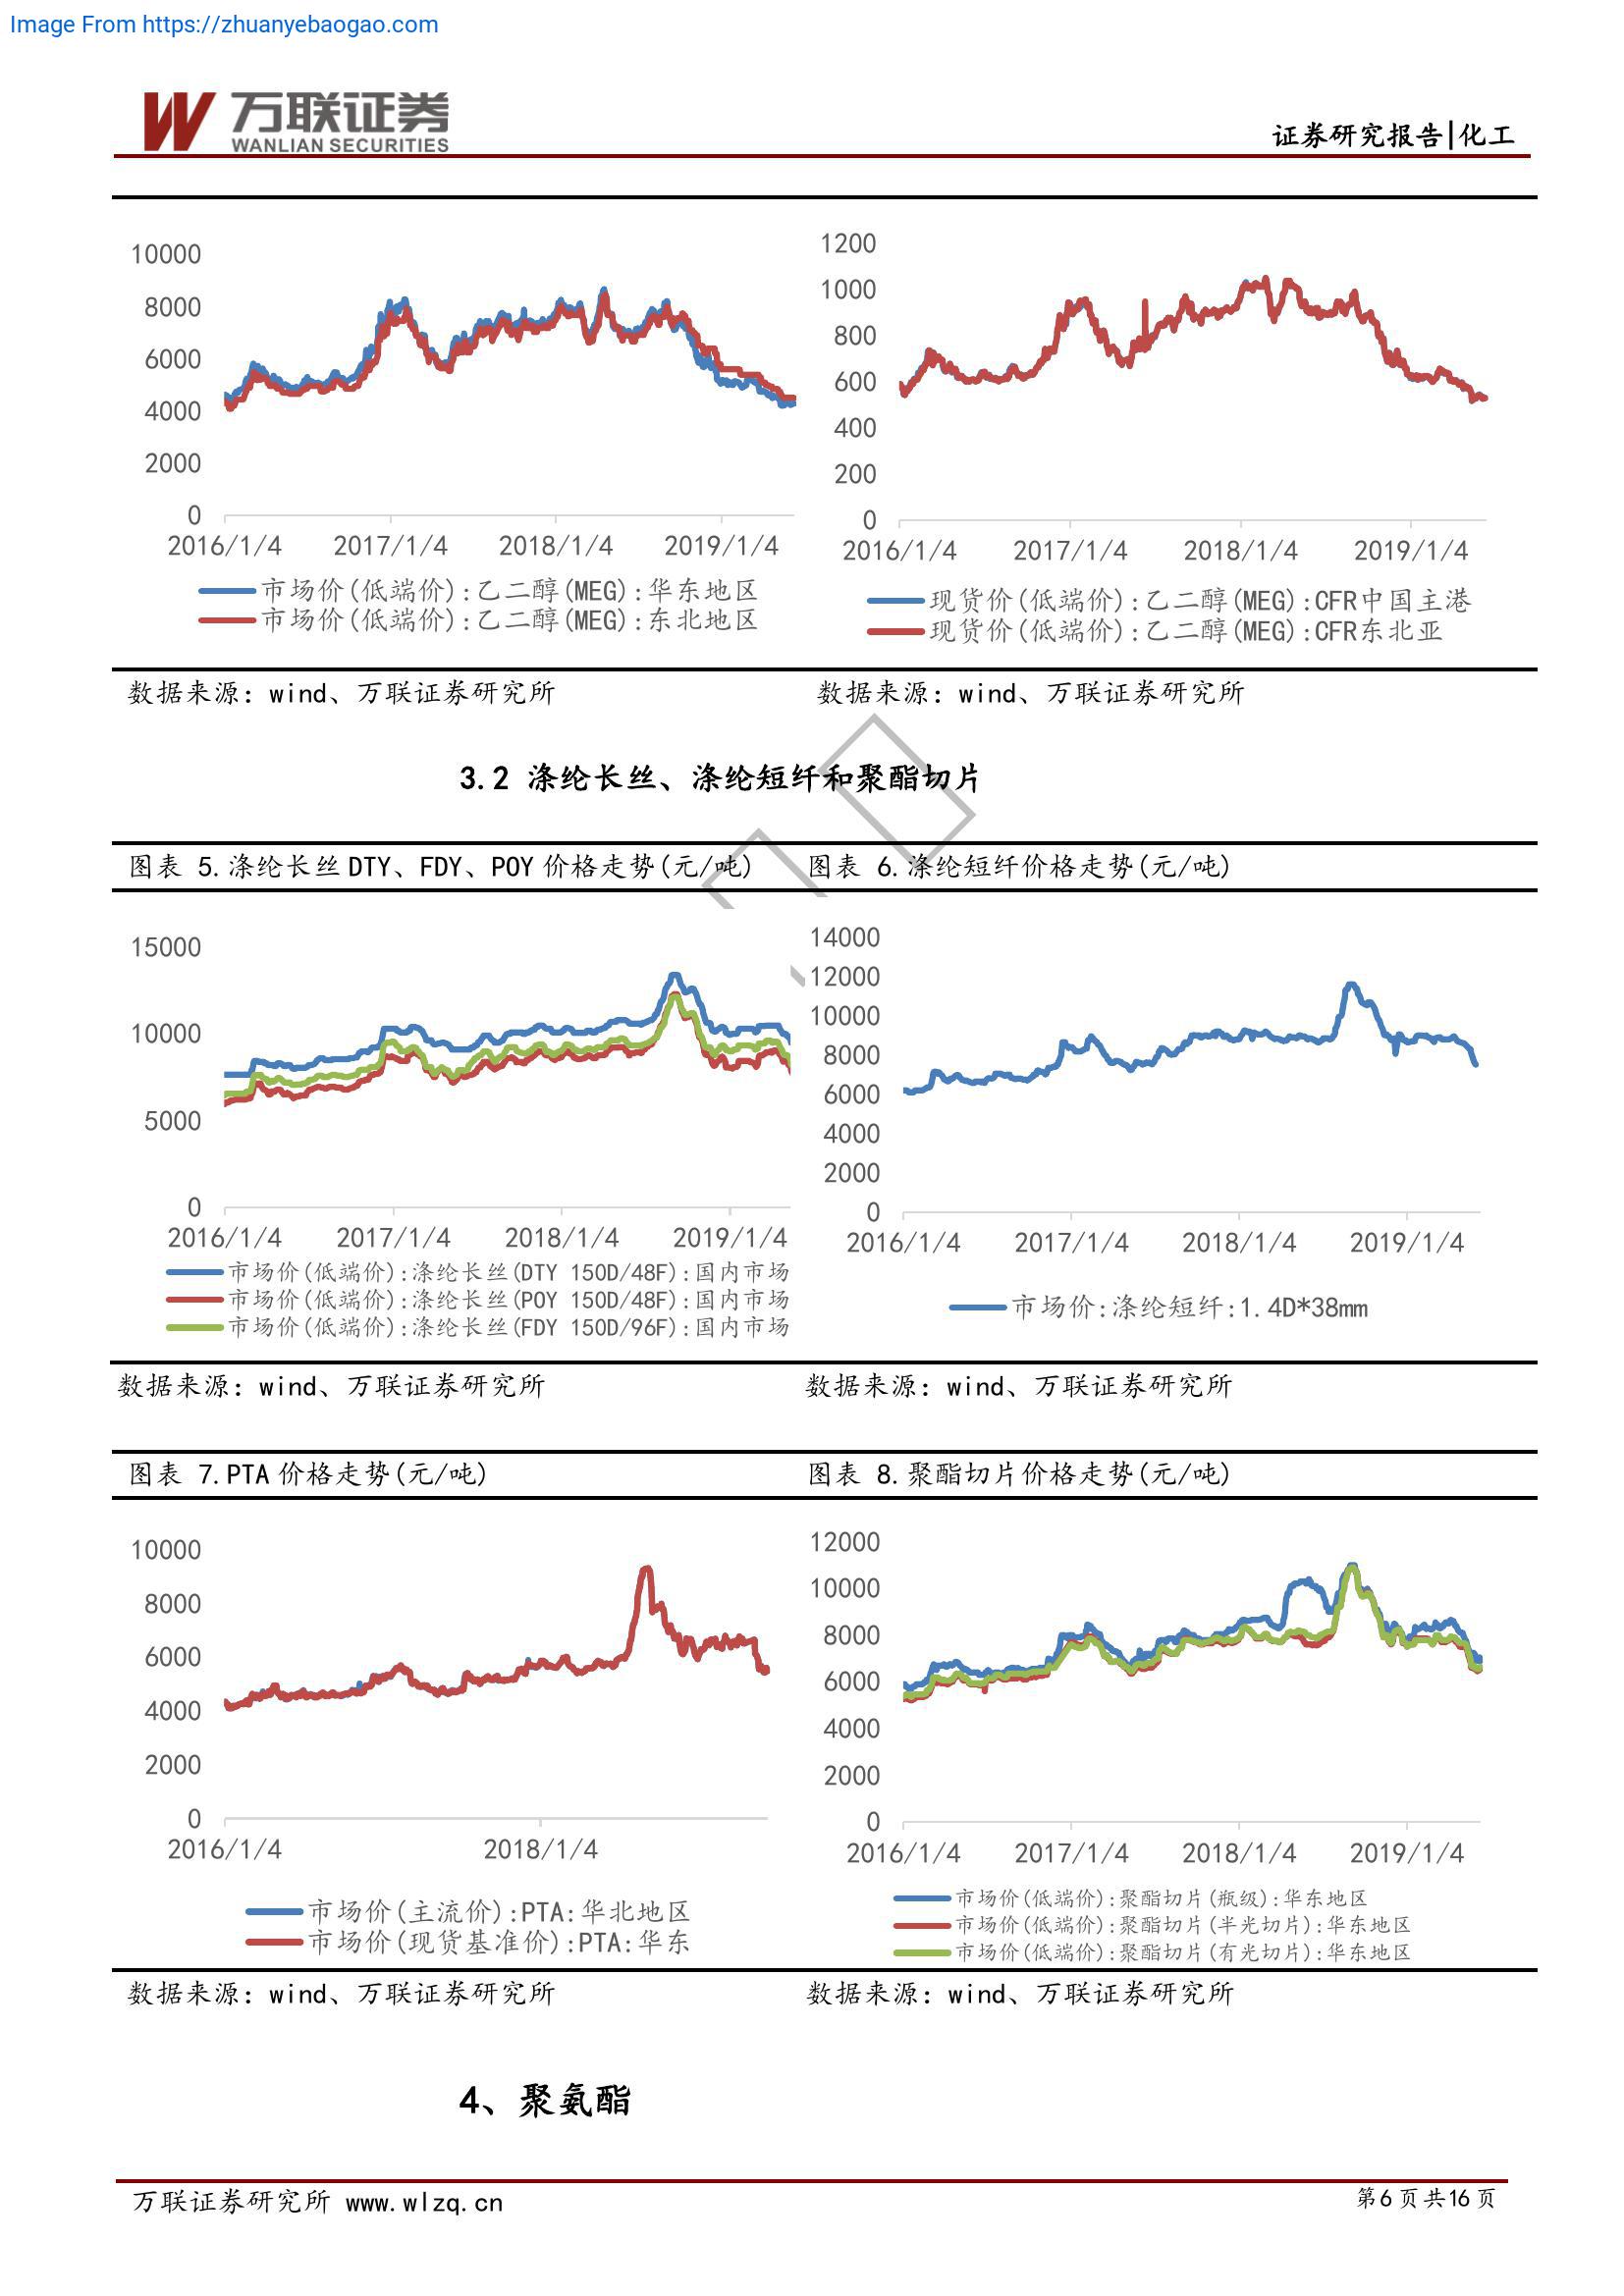 Image From https://zhuanyebaogao.com
万联证券
WANLIAN SECURITIES
证券研究报告|化工
10000
8000
6000
4000
2000
0
2016/1/4 2017/1/4 2018/1/4 2019/1/4
市场价(低端价):乙二醇(MEG):华东地区
市场价(低端价):乙二醇(MEG):东北地区
1200
1000
800
600
400
200
0
2016/1/4 2017/1/4 2018/1/4 2019/1/4
现货价(低端价):乙二醇(MEG):CFR中国主港
现货价(低端价):乙二醇(MEG):CFR东北亚
数据来源：wind、万联证券研究所
数据来源：wind、万联证券研究所
3.2 涤纶长丝、涤纶短纤和聚酯切片
图表 5.涤纶长丝 DTY、FDY、POY 价格走势(元/吨)
图表 6.涤纶短纤价格走势(元/吨)
15000
10000
5000
0
2016/1/4 2017/1/4 2018/1/4 2019/1/4
市场价(低端价):涤纶长丝(DTY 150D/48F):国内市场
市场价(低端价):涤纶长丝(POY 150D/48F):国内市场
市场价(低端价):涤纶长丝(FDY 150D/96F):国内市场
14000
12000
10000
8000
6000
4000
2000
0
2016/1/4 2017/1/4 2018/1/4 2019/1/4
市场价:涤纶短纤:1.4D*38mm
数据来源：wind、万联证券研究所
数据来源：wind、万联证券研究所
图表 7.PTA 价格走势(元/吨)
图表 8.聚酯切片价格走势(元/吨)
10000
8000
6000
4000
2000
0
2016/1/4 2018/1/4
市场价(主流价):PTA:华北地区
市场价(现货基准价):PTA:华东
12000
10000
8000
6000
4000
2000
0
2016/1/4 2017/1/4 2018/1/4 2019/1/4
市场价(低端价):聚酯切片(瓶级):华东地区
市场价(低端价):聚酯切片(半光切片):华东地区
市场价(低端价):聚酯切片(有光切片):华东地区
数据来源：wind、万联证券研究所
数据来源：wind、万联证券研究所
4、聚氨酯
万联证券研究所 www.wlzq.cn
第6页共16页